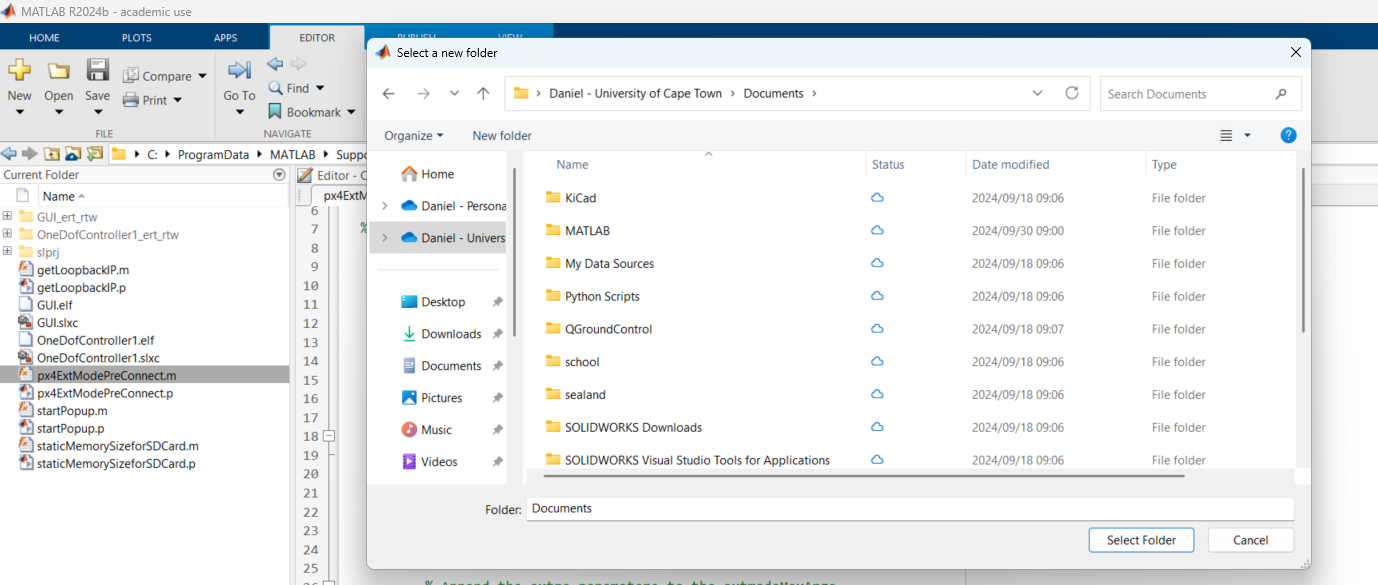 MATLAB R2024b - academic use
HOME PLOTS APPS EDITOR PUBLISH VIEW
New Open Save Compare Print
Go To Find Bookmark
FILE NAVIGATE
C: ProgramData MATLAB Suppo
Current Folder
Name
GUI_ert_rtw
OneDofController1_ert_rtw
slprj
getLoopbackIP.m
getLoopbackIP.p
GUI.elf
GUI.slxc
OneDofController1.elf
OneDofController1.slxc
px4ExtModePreConnect.m
px4ExtModePreConnect.p
startPopup.m
startPopup.p
staticMemorySizeforSDCard.m
staticMemorySizeforSDCard.p
Editor - C
px4ExtM
6
7 %
8
9
10
11
12
13
14
15
16
17
18
19
20
21
22
23
24
25
26
% Append the extra parameters to the extmodeMexArgs
Select a new folder
Daniel - University of Cape Town Documents
Search Documents
Organize New folder
Home
Daniel - Persona
Daniel - Univers
Desktop
Downloads
Documents
Pictures
Music
Videos
Name Status Date modified Type
KiCad 2024/09/18 09:06 File folder
MATLAB 2024/09/30 09:00 File folder
My Data Sources 2024/09/18 09:06 File folder
Python Scripts 2024/09/18 09:06 File folder
QGroundControl 2024/09/18 09:07 File folder
school 2024/09/18 09:06 File folder
sealand 2024/09/18 09:06 File folder
SOLIDWORKS Downloads 2024/09/18 09:06 File folder
SOLIDWORKS Visual Studio Tools for Applications 2024/09/18 09:06 File folder
Folder: Documents
Select Folder Cancel